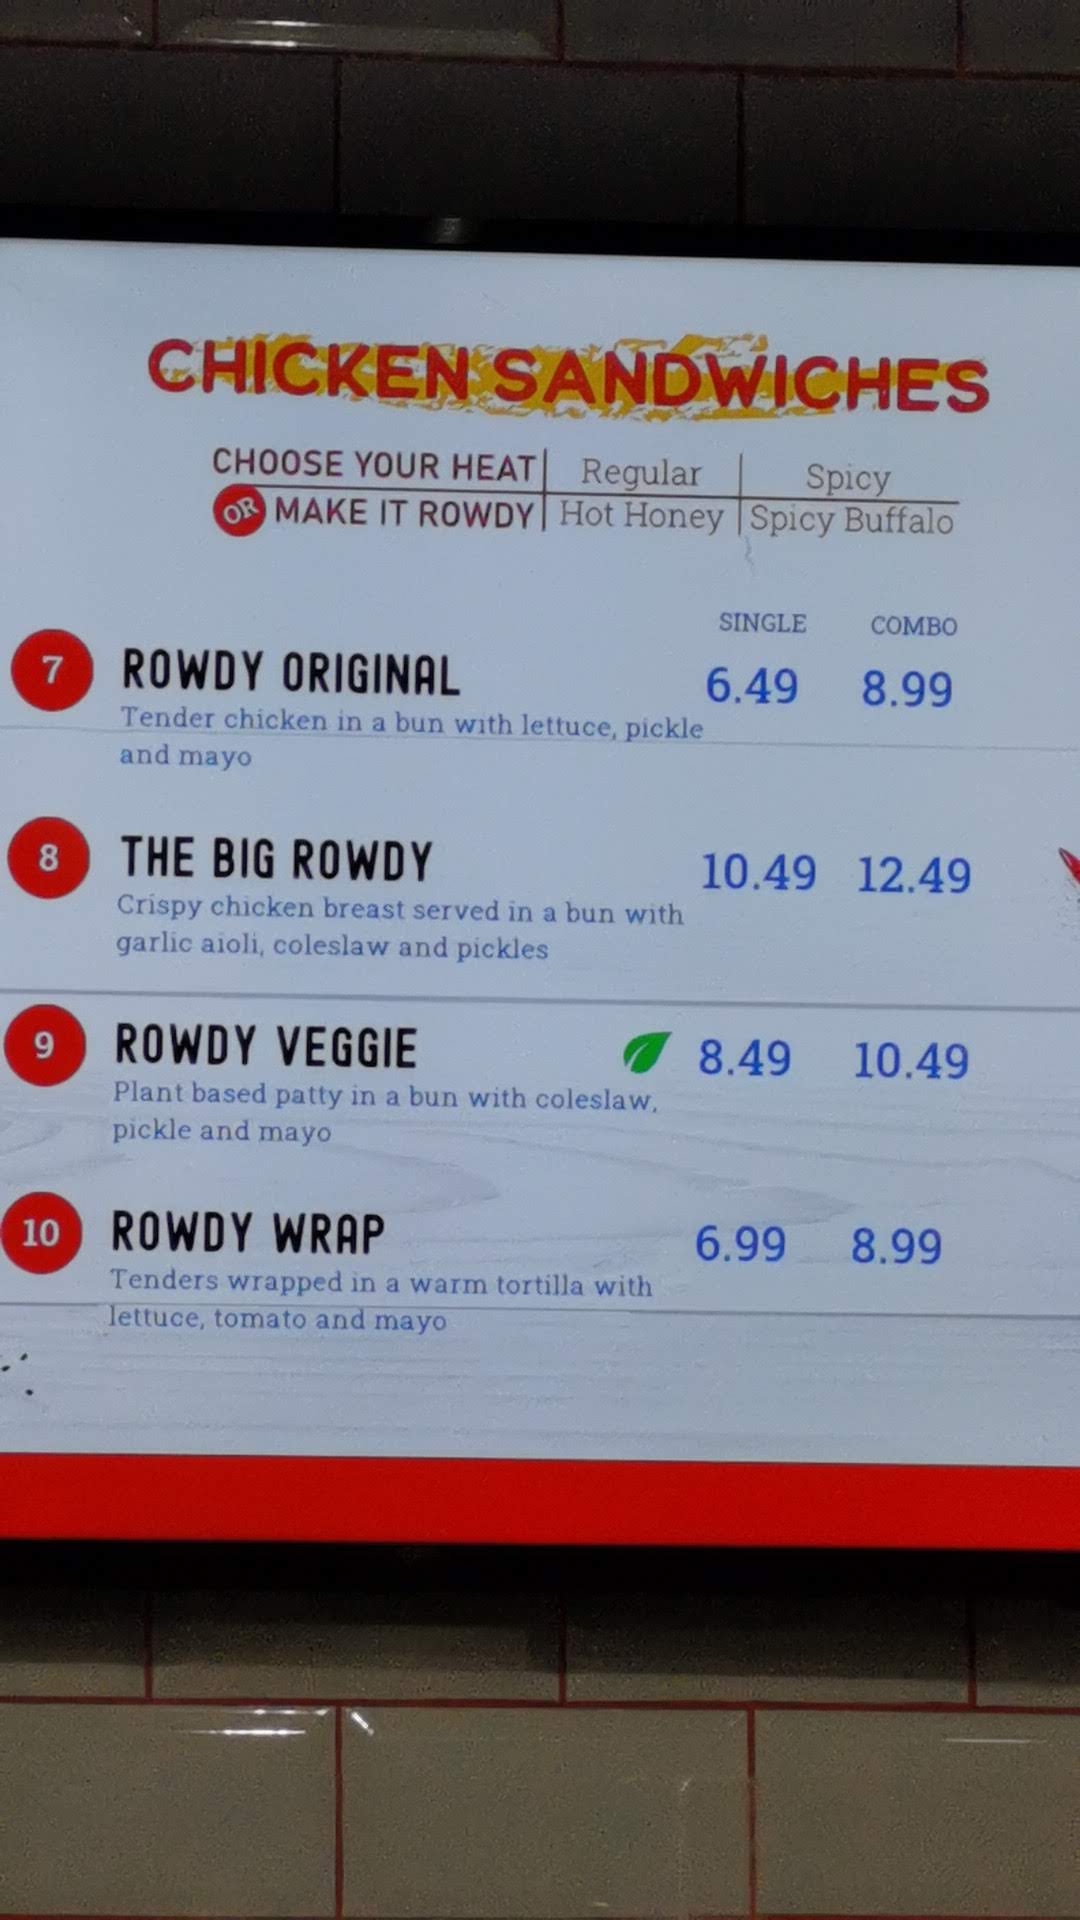 CHICKEN SANDWICHES
CHOOSE YOUR HEAT Regular Spicy
OR MAKE IT ROWDY Hot Honey Spicy Buffalo
SINGLE COMBO
7 ROWDY ORIGINAL 6.49 8.99
Tender chicken in a bun with lettuce, pickle
and mayo
8 THE BIG ROWDY 10.49 12.49
Crispy chicken breast served in a bun with
garlic aioli, coleslaw and pickles
9 ROWDY VEGGIE 8.49 10.49
Plant based patty in a bun with coleslaw,
pickle and mayo
10 ROWDY WRAP 6.99 8.99
Tenders wrapped in a warm tortilla with
lettuce, tomato and mayo